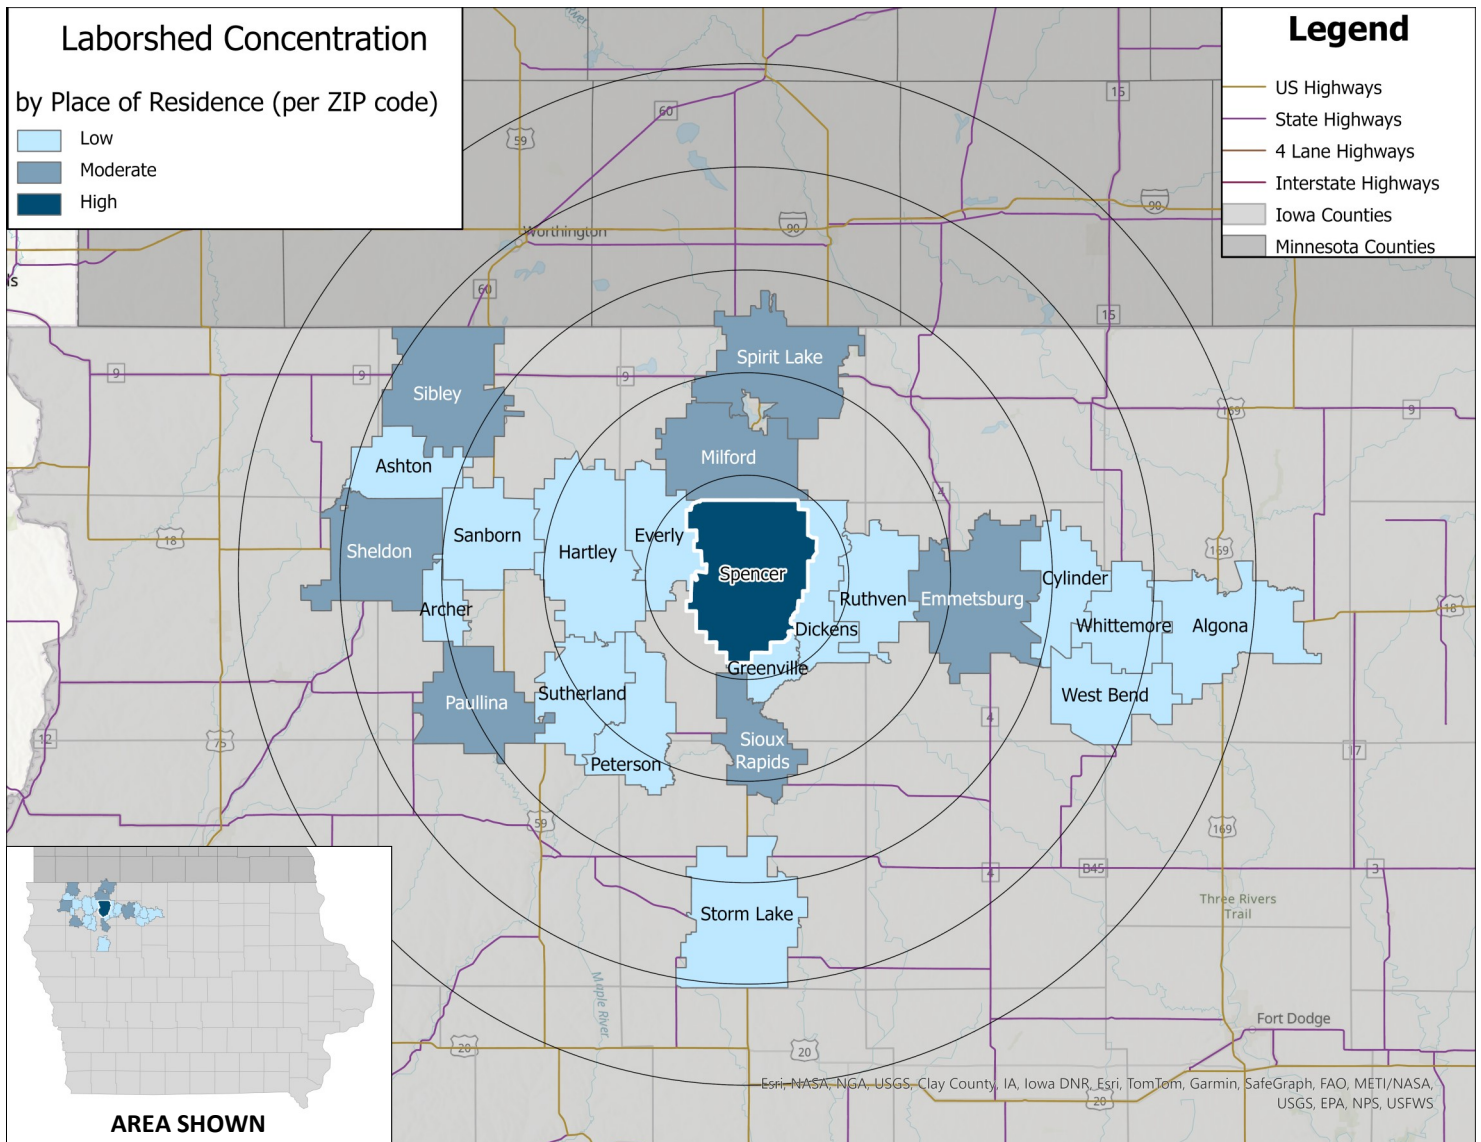 Laborshed Concentration
by Place of Residence (per ZIP code)
Low
Moderate
High
Legend
US Highways
State Highways
4 Lane Highways
Interstate Highways
Iowa Counties
Minnesota Counties
River
15
60
59
90
90
Worthington
ls
60
15
9
9
9
Spirit Lake
Sibley
169
9
Ashton
Milford
4
18
Sheldon
Sanborn
Hartley
Everly
Spencer
169
Archer
Ruthven
Emmetsburg
Cylinder
18
Dickens
Whittemore
Algona
Greenville
Paullina
Sutherland
West Bend
4
12
75
Sioux
Rapids
17
Peterson
59
169
4
B45
3
Storm Lake
Three Rivers
Trail
Maple River
Fort Dodge
20
20
20
Esri, NASA, NGA, USGS, Clay County, IA, Iowa DNR, Esri, TomTom, Garmin, SafeGraph, FAO, METI/NASA,
USGS, EPA, NPS, USFWS
AREA SHOWN